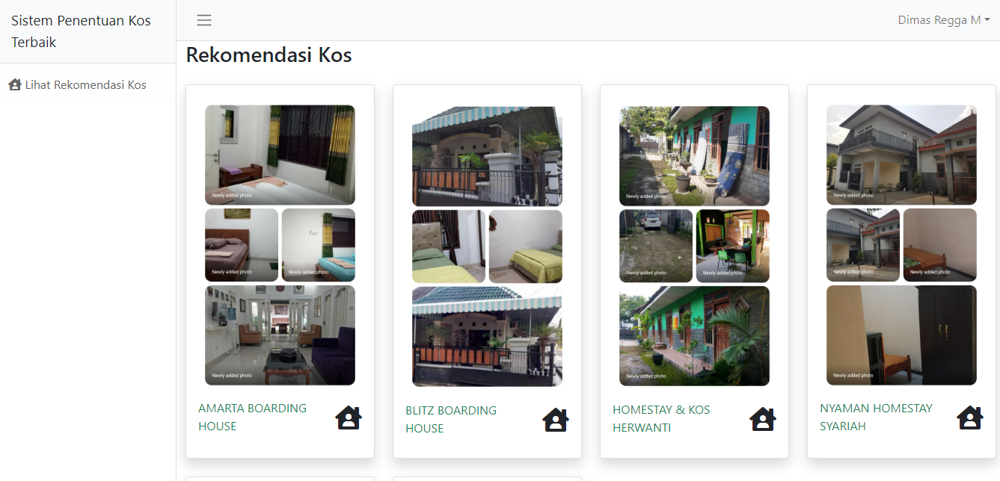 Sistem Penentuan Kos
Terbaik
Dimas Regga M
Lihat Rekomendasi Kos
Rekomendasi Kos
Newly added photo
Newly added photo
Newly added photo
Newly added photo
AMARTA BOARDING
HOUSE
BLITZ BOARDING
HOUSE
Newly added photo
Newly added photo
Newly added photo
Newly added photo
HOMESTAY & KOS
HERWANTI
Newly added photo
Newly added photo
Newly added photo
Newly added photo
NYAMAN HOMESTAY
SYARIAH